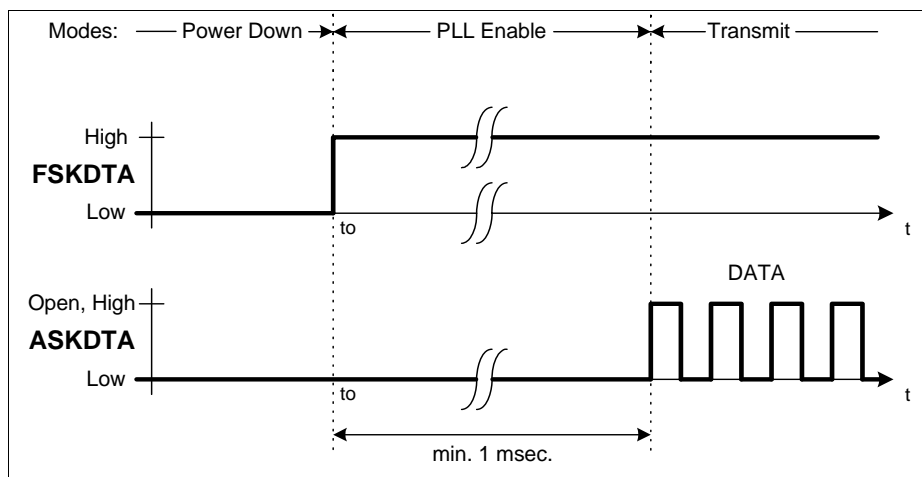 Modes: Power Down PLL Enable Transmit
High
FSKDTA
Low
to
t
DATA
Open, High
ASKDTA
Low
to
t
min. 1 msec.